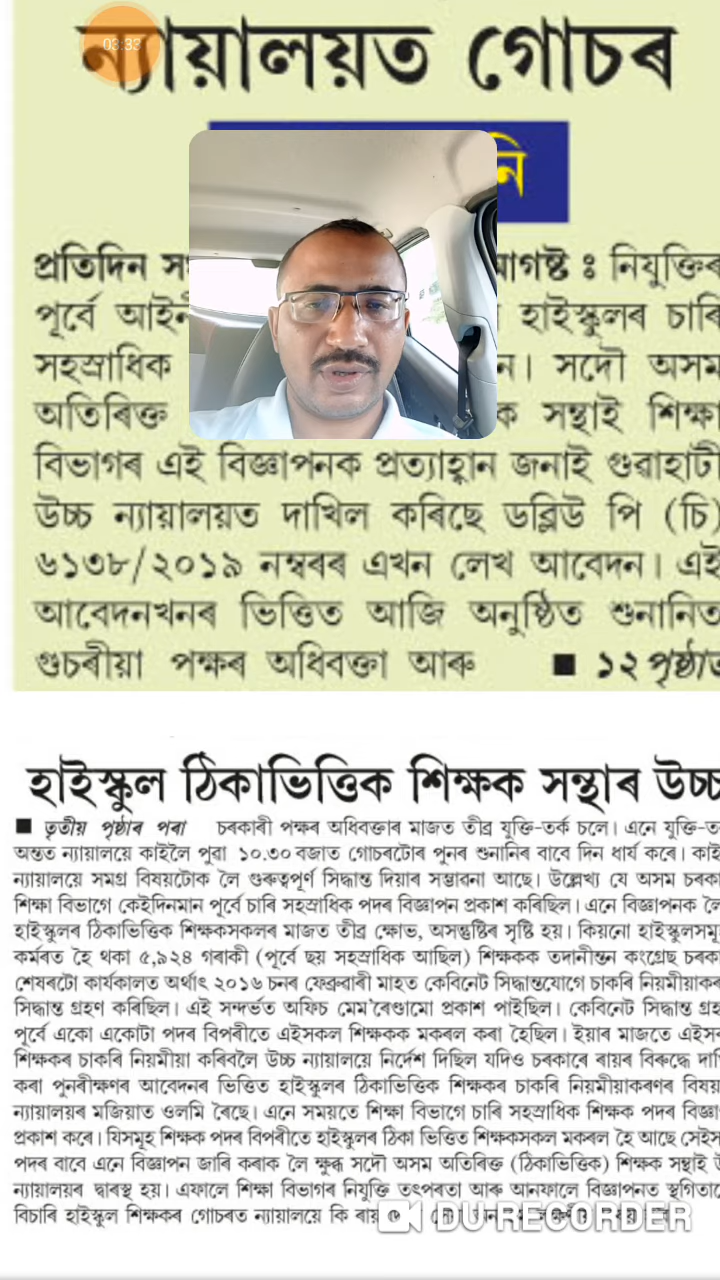 03:33
ন্যায়ালয়ত গোচৰ
নি
প্ৰতিদিন আগষ্ট : নিযুক্তিৰ
পূৰ্বে হাইস্কুলৰ চাৰি
সহস্ৰাধিক ন। সদৌ অসম
অতিৰিক্ত ক সন্থাই শিক্ষা
বিভাগৰ এই বিজ্ঞাপনক প্ৰত্যাহ্বান জনাই গুৱাহাটী
উচ্চ ন্যায়ালয়ত দাখিল কৰিছে ডব্লিউ পি (চি)
৬১৩৮/২০১৯ নম্বৰৰ এখন লেখ আবেদন। এই
আবেদনখনৰ ভিত্তিত আজি অনুষ্ঠিত শুনানিত
গুচৰীয়া পক্ষৰ অধিবক্তা আৰু ■ ১২ পৃষ্ঠাত
হাইস্কুল ঠিকাভিত্তিক শিক্ষক সন্থাৰ উচ্চ
■ তৃতীয় পৃষ্ঠাৰ পৰা চৰকাৰী পক্ষৰ অধিবক্তাৰ মাজত তীব্ৰ যুক্তি-তৰ্ক চলে। এনে যুক্তি-ত
অন্তত ন্যায়ালয়ে কাইলৈ পুৱা ১০.৩০ বজাত গোচৰটোৰ পুনৰ শুনানিৰ বাবে দিন ধাৰ্য কৰে। কাই
ন্যায়ালয়ে সমগ্ৰ বিষয়টোক লৈ গুৰুত্বপূৰ্ণ সিদ্ধান্ত দিয়াৰ সম্ভাৱনা আছে। উল্লেখ্য যে অসম চৰকা
শিক্ষা বিভাগে কেইদিনমান পূৰ্বে চাৰি সহস্ৰাধিক পদৰ বিজ্ঞাপন প্ৰকাশ কৰিছিল। এনে বিজ্ঞাপনক লৈ
হাইস্কুলৰ ঠিকাভিত্তিক শিক্ষকসকলৰ মাজত তীব্ৰ ক্ষোভ, অসন্তুষ্টিৰ সৃষ্টি হয়। কিয়নো হাইস্কুলসমূ
কৰ্মৰত হৈ থকা ৫,৯২৪ গৰাকী (পূৰ্বে ছয় সহস্ৰাধিক আছিল) শিক্ষকক তদানীন্তন কংগ্ৰেছ চৰকা
শেষৰটো কাৰ্যকালত অৰ্থাৎ ২০১৬ চনৰ ফেব্ৰুৱাৰী মাহত কেবিনেট সিদ্ধান্তযোগে চাকৰি নিয়মীয়াকৰ
সিদ্ধান্ত গ্ৰহণ কৰিছিল। এই সন্দৰ্ভত অফিচ মেম'ৰেণ্ডামো প্ৰকাশ পাইছিল। কেবিনেট সিদ্ধান্ত গ্ৰহ
পূৰ্বে একো একোটা পদৰ বিপৰীতে এইসকল শিক্ষকক মকৰল কৰা হৈছিল। ইয়াৰ মাজতে এইসক
শিক্ষকৰ চাকৰি নিয়মীয়া কৰিবলৈ উচ্চ ন্যায়ালয়ে নিৰ্দেশ দিছিল যদিও চৰকাৰে ৰায়ৰ বিৰুদ্ধে দাখি
কৰা পুনৰীক্ষণৰ আবেদনৰ ভিত্তিত হাইস্কুলৰ ঠিকাভিত্তিক শিক্ষকৰ চাকৰি নিয়মীয়াকৰণৰ বিষয়
ন্যায়ালয়ৰ মজিয়াত ওলমি ৰৈছে। এনে সময়তে শিক্ষা বিভাগে চাৰি সহস্ৰাধিক শিক্ষক পদৰ বিজ্ঞা
প্ৰকাশ কৰে। যিসমূহ শিক্ষক পদৰ বিপৰীতে হাইস্কুলৰ ঠিকা ভিত্তিত শিক্ষকসকল মকৰল হৈ আছে সেইস
পদৰ বাবে এনে বিজ্ঞাপন জাৰি কৰাক লৈ ক্ষুব্ধ সদৌ অসম অতিৰিক্ত (ঠিকাভিত্তিক) শিক্ষক সন্থাই উ
ন্যায়ালয়ৰ দ্বাৰস্থ হয়। এফালে শিক্ষা বিভাগৰ নিযুক্তি তৎপৰতা আৰু আনফালে বিজ্ঞাপনত স্থগিতা
বিচাৰি হাইস্কুল শিক্ষকৰ গোচৰত ন্যায়ালয়ে কি ৰায়
DU RECORDER